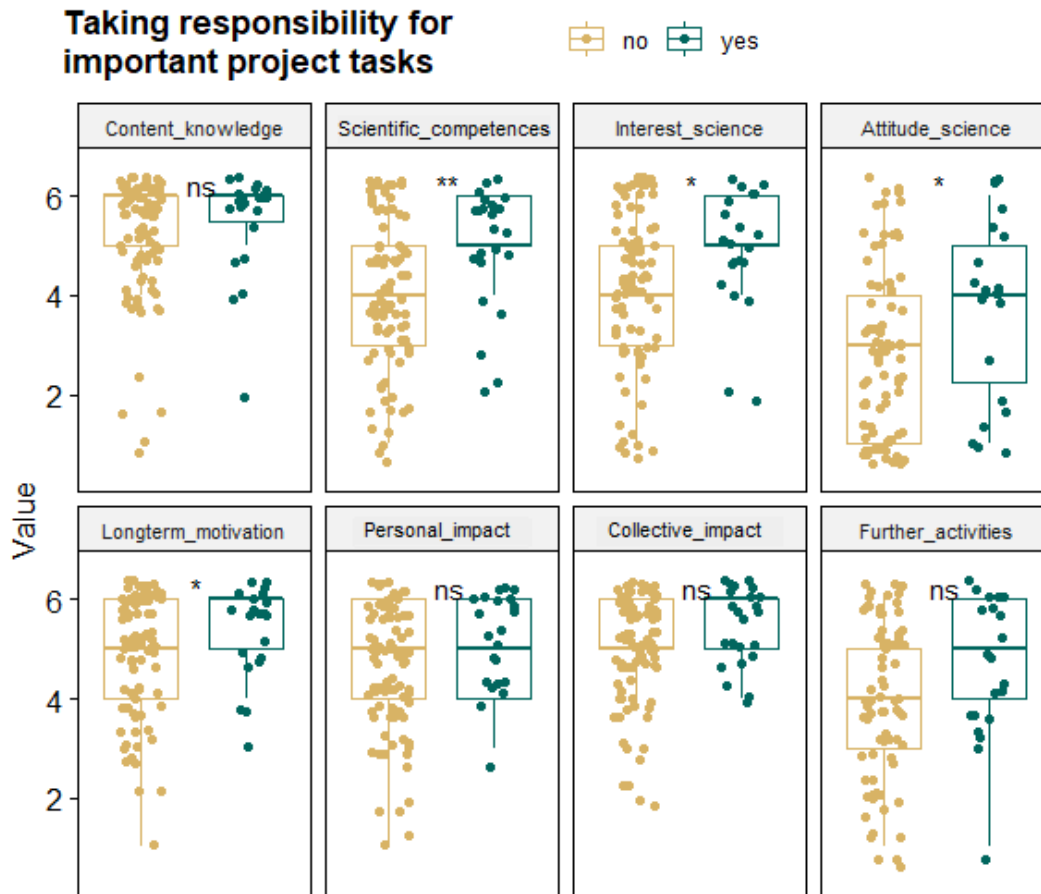 Taking responsibility for
important project tasks
no yes
Content_knowledge Scientific_competences Interest_science Attitude_science
ns ** * *
6
4
2
Value
Longterm_motivation Personal_impact Collective_impact Further_activities
* ns ns ns
6
4
2